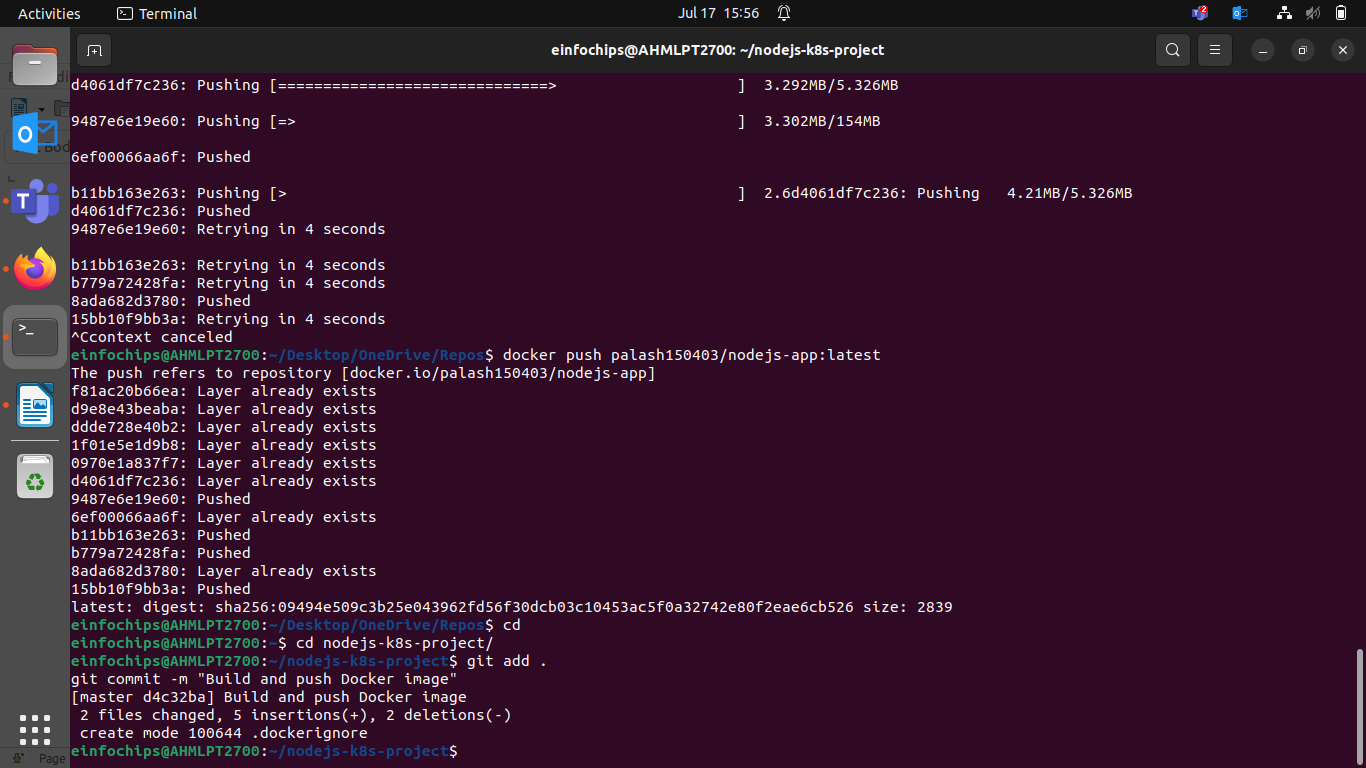 Activities Terminal Jul 17 15:56 2
einfochips@AHMLPT2700: ~/nodejs-k8s-project
d4061df7c236: Pushing [==============================> ] 3.292MB/5.326MB
9487e6e19e60: Pushing [=> ] 3.302MB/154MB
6ef00066aa6f: Pushed
b11bb163e263: Pushing [> ] 2.6d4061df7c236: Pushing 4.21MB/5.326MB
d4061df7c236: Pushed
9487e6e19e60: Retrying in 4 seconds
b11bb163e263: Retrying in 4 seconds
b779a72428fa: Retrying in 4 seconds
8ada682d3780: Pushed
15bb10f9bb3a: Retrying in 4 seconds
^Ccontext canceled
einfochips@AHMLPT2700:~/Desktop/OneDrive/Repos$ docker push palash150403/nodejs-app:latest
The push refers to repository [docker.io/palash150403/nodejs-app]
f81ac20b66ea: Layer already exists
d9e8e43beaba: Layer already exists
ddde728e40b2: Layer already exists
1f01e5e1d9b8: Layer already exists
0970e1a837f7: Layer already exists
d4061df7c236: Layer already exists
9487e6e19e60: Pushed
6ef00066aa6f: Layer already exists
b11bb163e263: Pushed
b779a72428fa: Pushed
8ada682d3780: Layer already exists
15bb10f9bb3a: Pushed
latest: digest: sha256:09494e509c3b25e043962fd56f30dcb03c10453ac5f0a32742e80f2eae6cb526 size: 2839
einfochips@AHMLPT2700:~/Desktop/OneDrive/Repos$ cd
einfochips@AHMLPT2700:~$ cd nodejs-k8s-project/
einfochips@AHMLPT2700:~/nodejs-k8s-project$ git add .
git commit -m "Build and push Docker image"
[master d4c32ba] Build and push Docker image
 2 files changed, 5 insertions(+), 2 deletions(-)
 create mode 100644 .dockerignore
einfochips@AHMLPT2700:~/nodejs-k8s-project$
Page